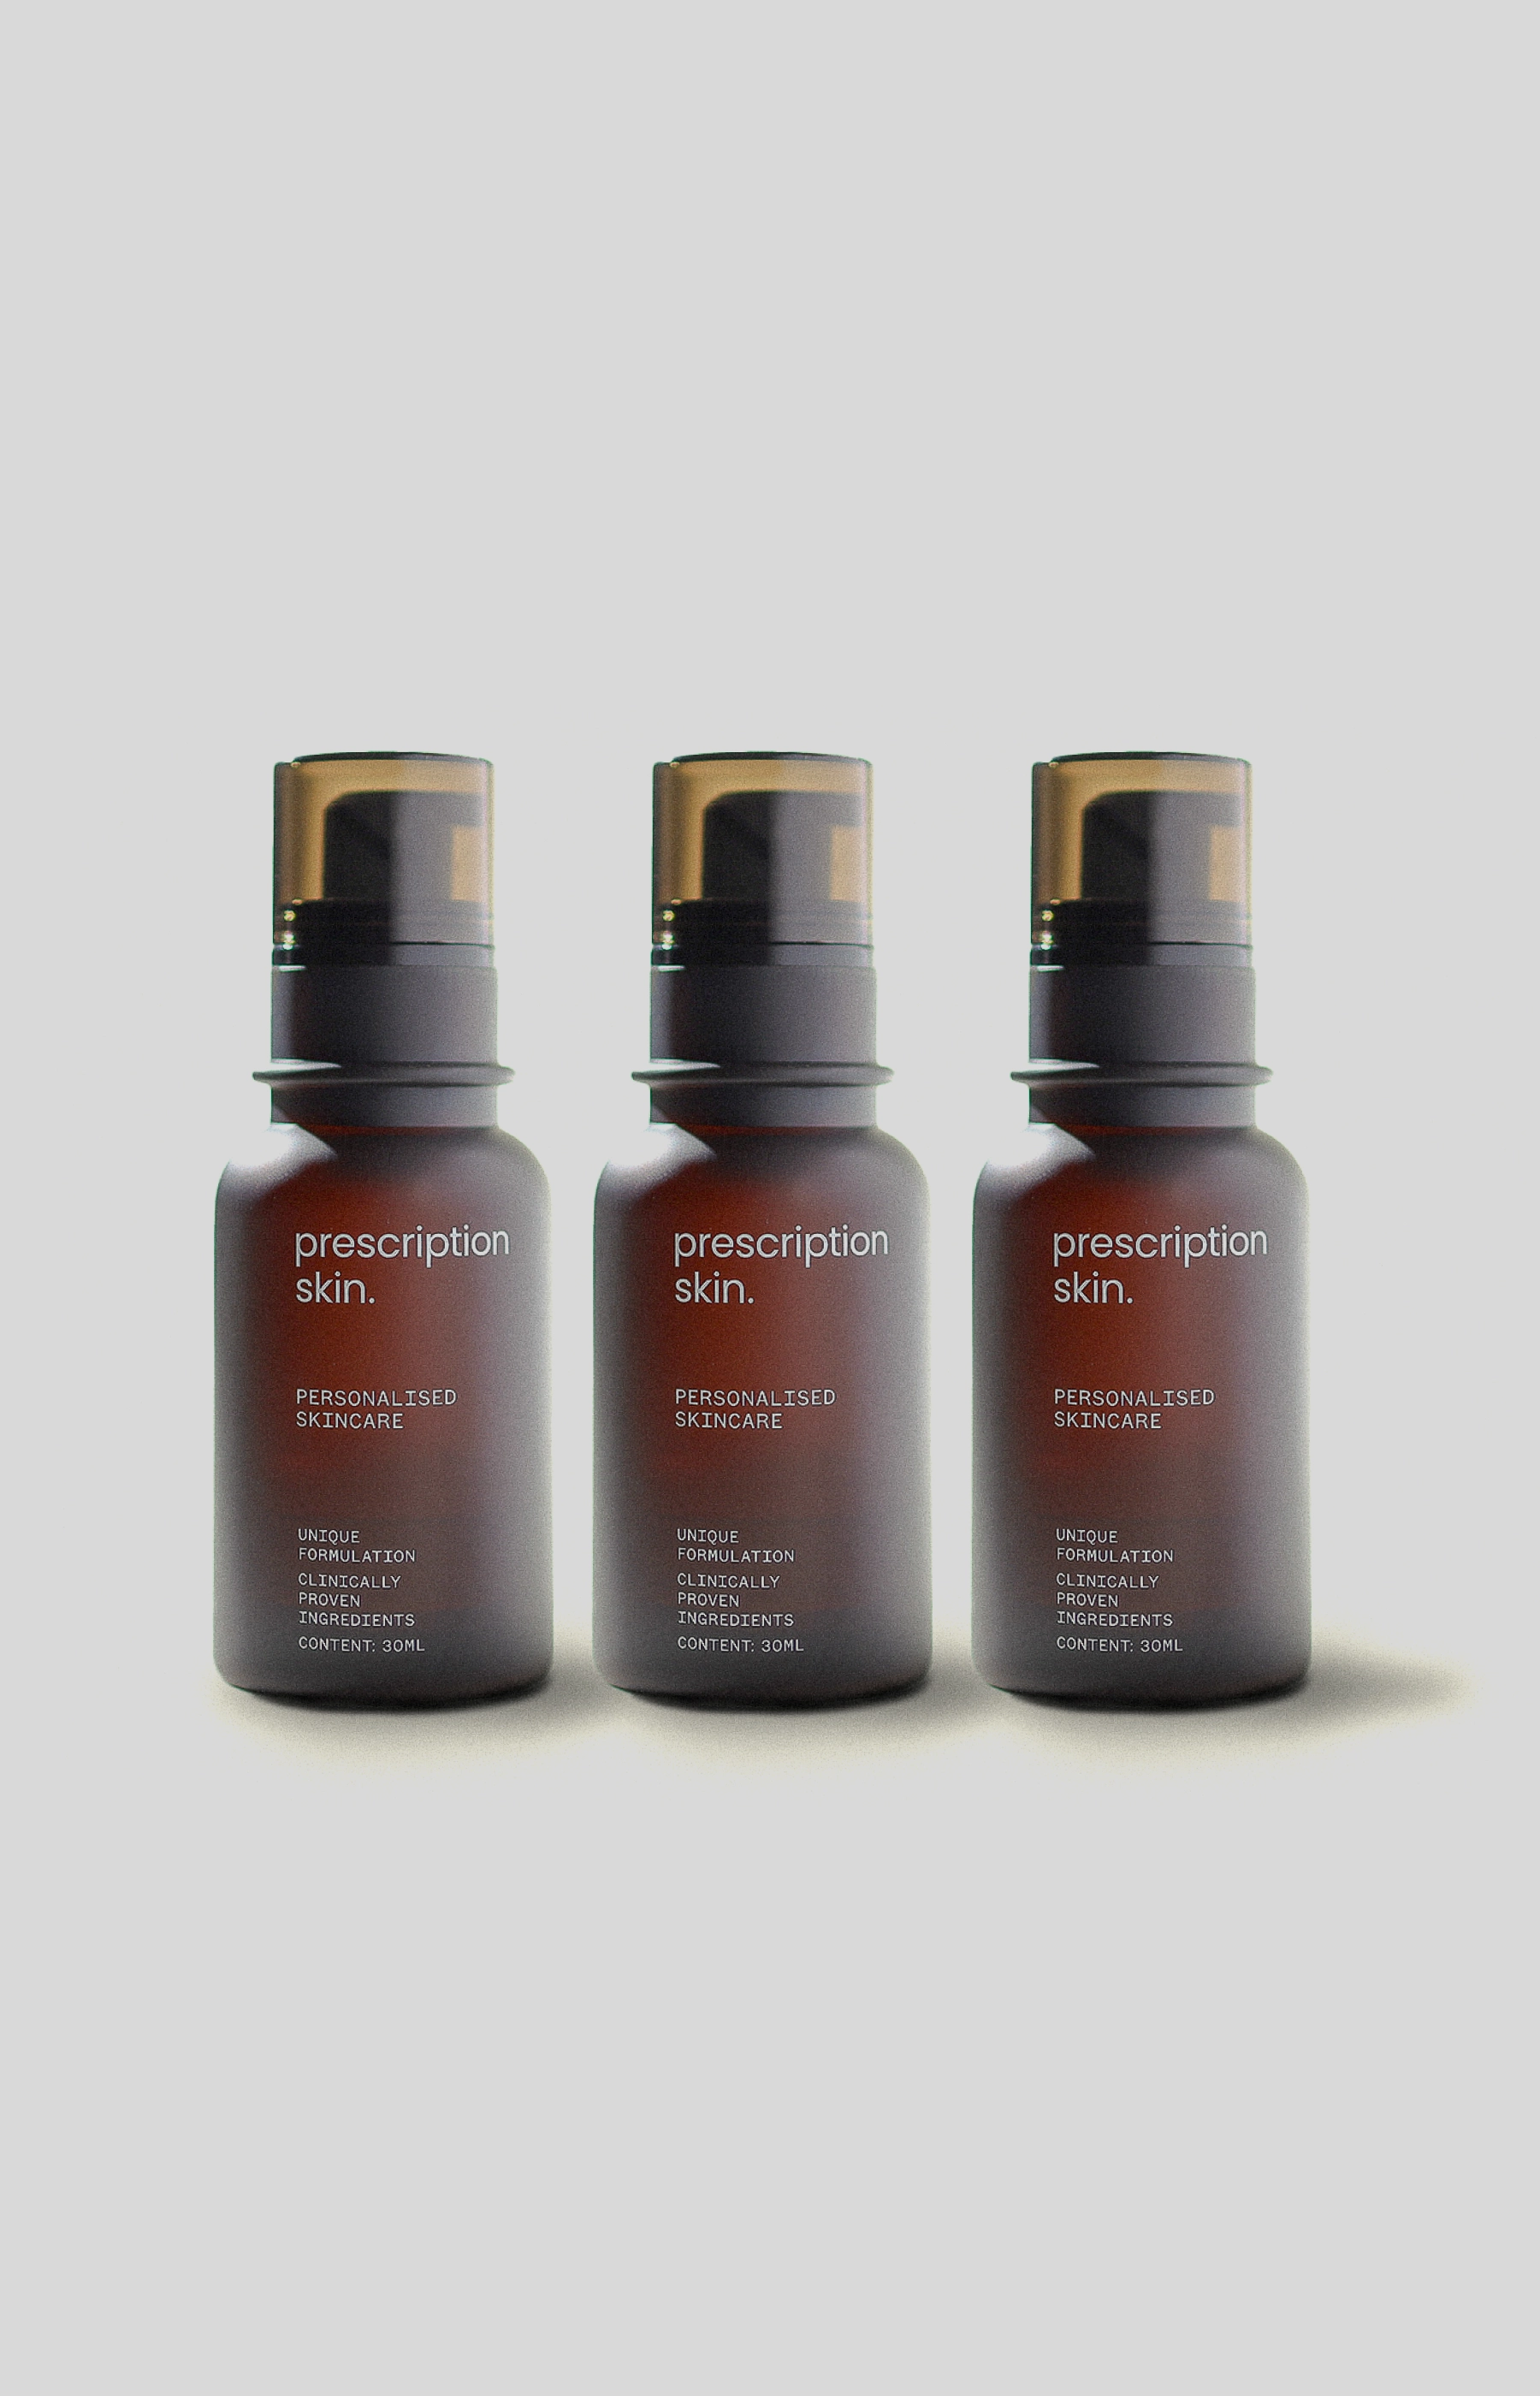 prescription
skin.
PERSONALISED
SKINCARE
UNIQUE
FORMULATION
CLINICALLY
PROVEN
INGREDIENTS
CONTENT: 30ML
prescription
skin.
PERSONALISED
SKINCARE
UNIQUE
FORMULATION
CLINICALLY
PROVEN
INGREDIENTS
CONTENT: 30ML
prescription
skin.
PERSONALISED
SKINCARE
UNIQUE
FORMULATION
CLINICALLY
PROVEN
INGREDIENTS
CONTENT: 30ML